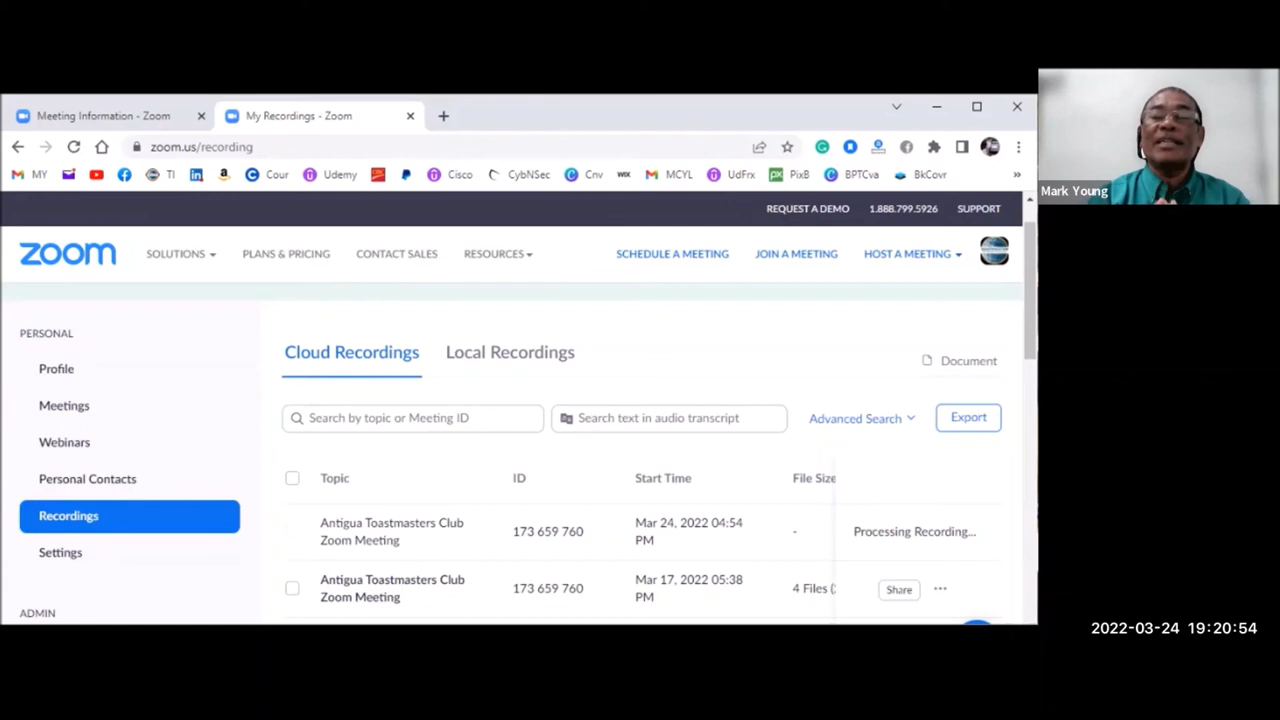 Meeting Information - Zoom
My Recordings - Zoom
zoom.us/recording
MY
TI
Cour
Udemy
Cisco
CybNSec
Cnv
WIX
MCYL
UdFrx
PixB
BPTCva
BkCovr
»
REQUEST A DEMO
1.888.799.5926
SUPPORT
zoom
SOLUTIONS
PLANS & PRICING
CONTACT SALES
RESOURCES
SCHEDULE A MEETING
JOIN A MEETING
HOST A MEETING
PERSONAL
Profile
Meetings
Webinars
Personal Contacts
Recordings
Settings
ADMIN
Cloud Recordings
Local Recordings
Document
Search by topic or Meeting ID
Search text in audio transcript
Advanced Search
Export
Topic
ID
Start Time
File Size
Antigua Toastmasters Club
Zoom Meeting
173 659 760
Mar 24, 2022 04:54
PM
-
Processing Recording...
Antigua Toastmasters Club
Zoom Meeting
173 659 760
Mar 17, 2022 05:38
PM
4 Files (
Share
Mark Young
2022-03-24 19:20:54